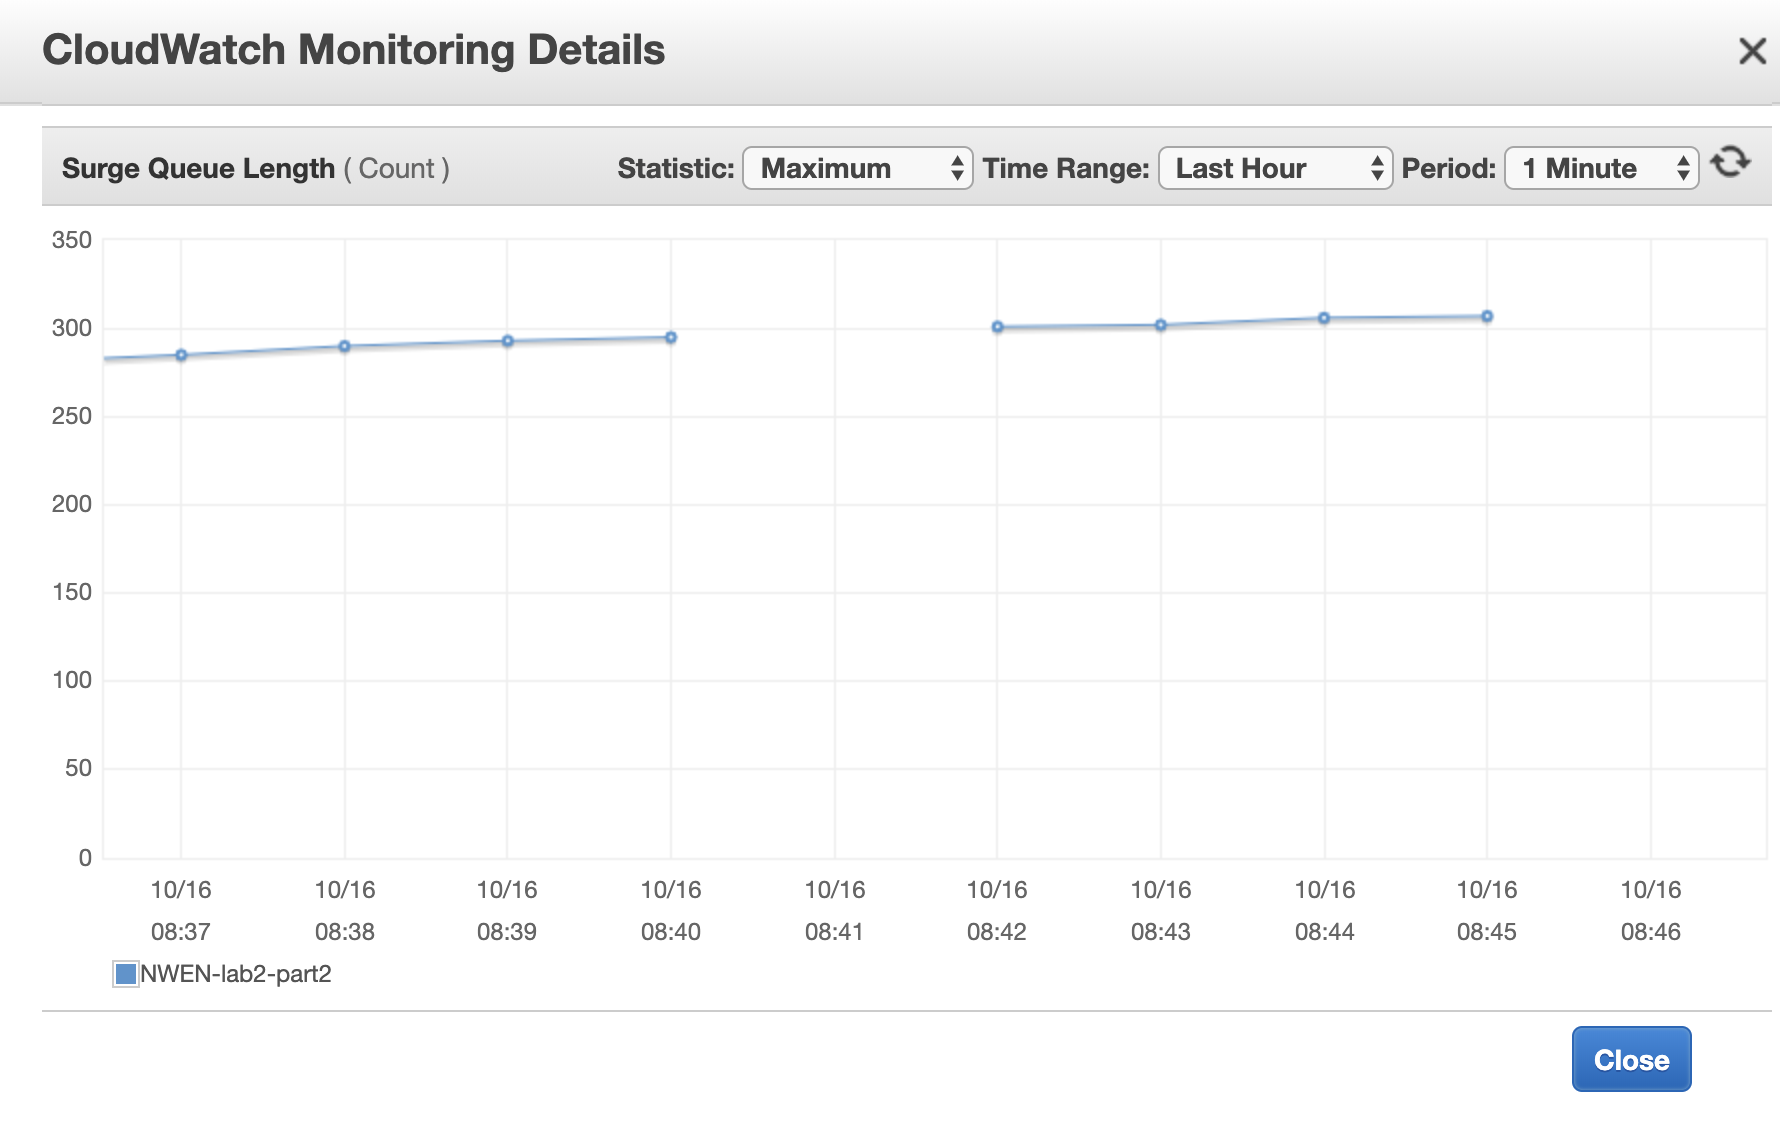 CloudWatch Monitoring Details
Surge Queue Length ( Count ) Statistic: Maximum Time Range: Last Hour Period: 1 Minute
350
300
250
200
150
100
50
0
10/16 10/16 10/16 10/16 10/16 10/16 10/16 10/16 10/16 10/16
08:37 08:38 08:39 08:40 08:41 08:42 08:43 08:44 08:45 08:46
NWEN-lab2-part2
Close